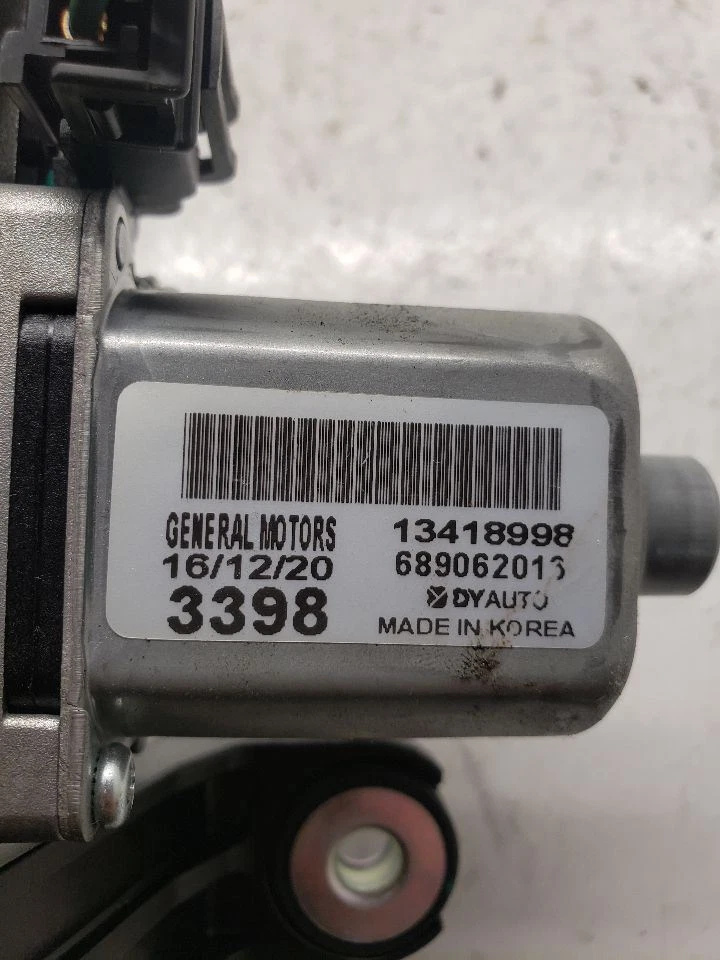 GENERAL MOTORS 13418998
16/12/20 689062013
3398 DYAUTO
MADE IN KOREA